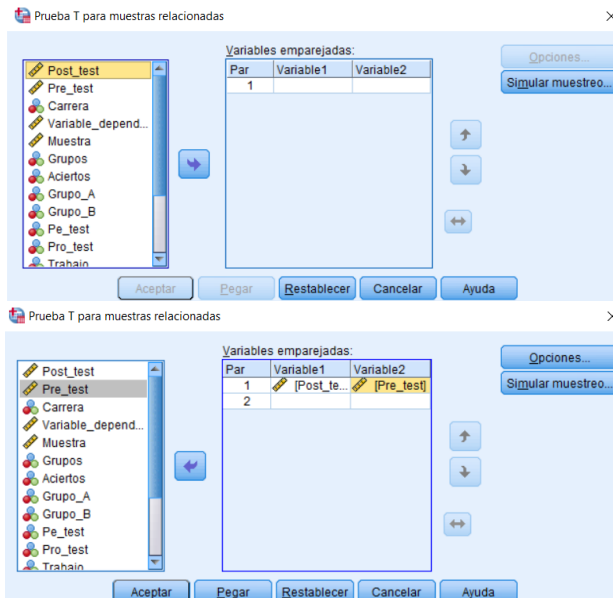 Prueba T para muestras relacionadas
Variables emparejadas:
Post_test
Pre_test
Carrera
Variable_depend...
Muestra
Grupos
Aciertos
Grupo_A
Grupo_B
Pe_test
Pro_test
Trabajo
Par Variable1 Variable2
1
Opciones...
Simular muestreo...
Aceptar Pegar Restablecer Cancelar Ayuda
Prueba T para muestras relacionadas
Variables emparejadas:
Post_test
Pre_test
Carrera
Variable_depend...
Muestra
Grupos
Aciertos
Grupo_A
Grupo_B
Pe_test
Pro_test
Trabajo
Par Variable1 Variable2
1 [Post_te... [Pre_test]
2
Opciones...
Simular muestreo...
Aceptar Pegar Restablecer Cancelar Ayuda